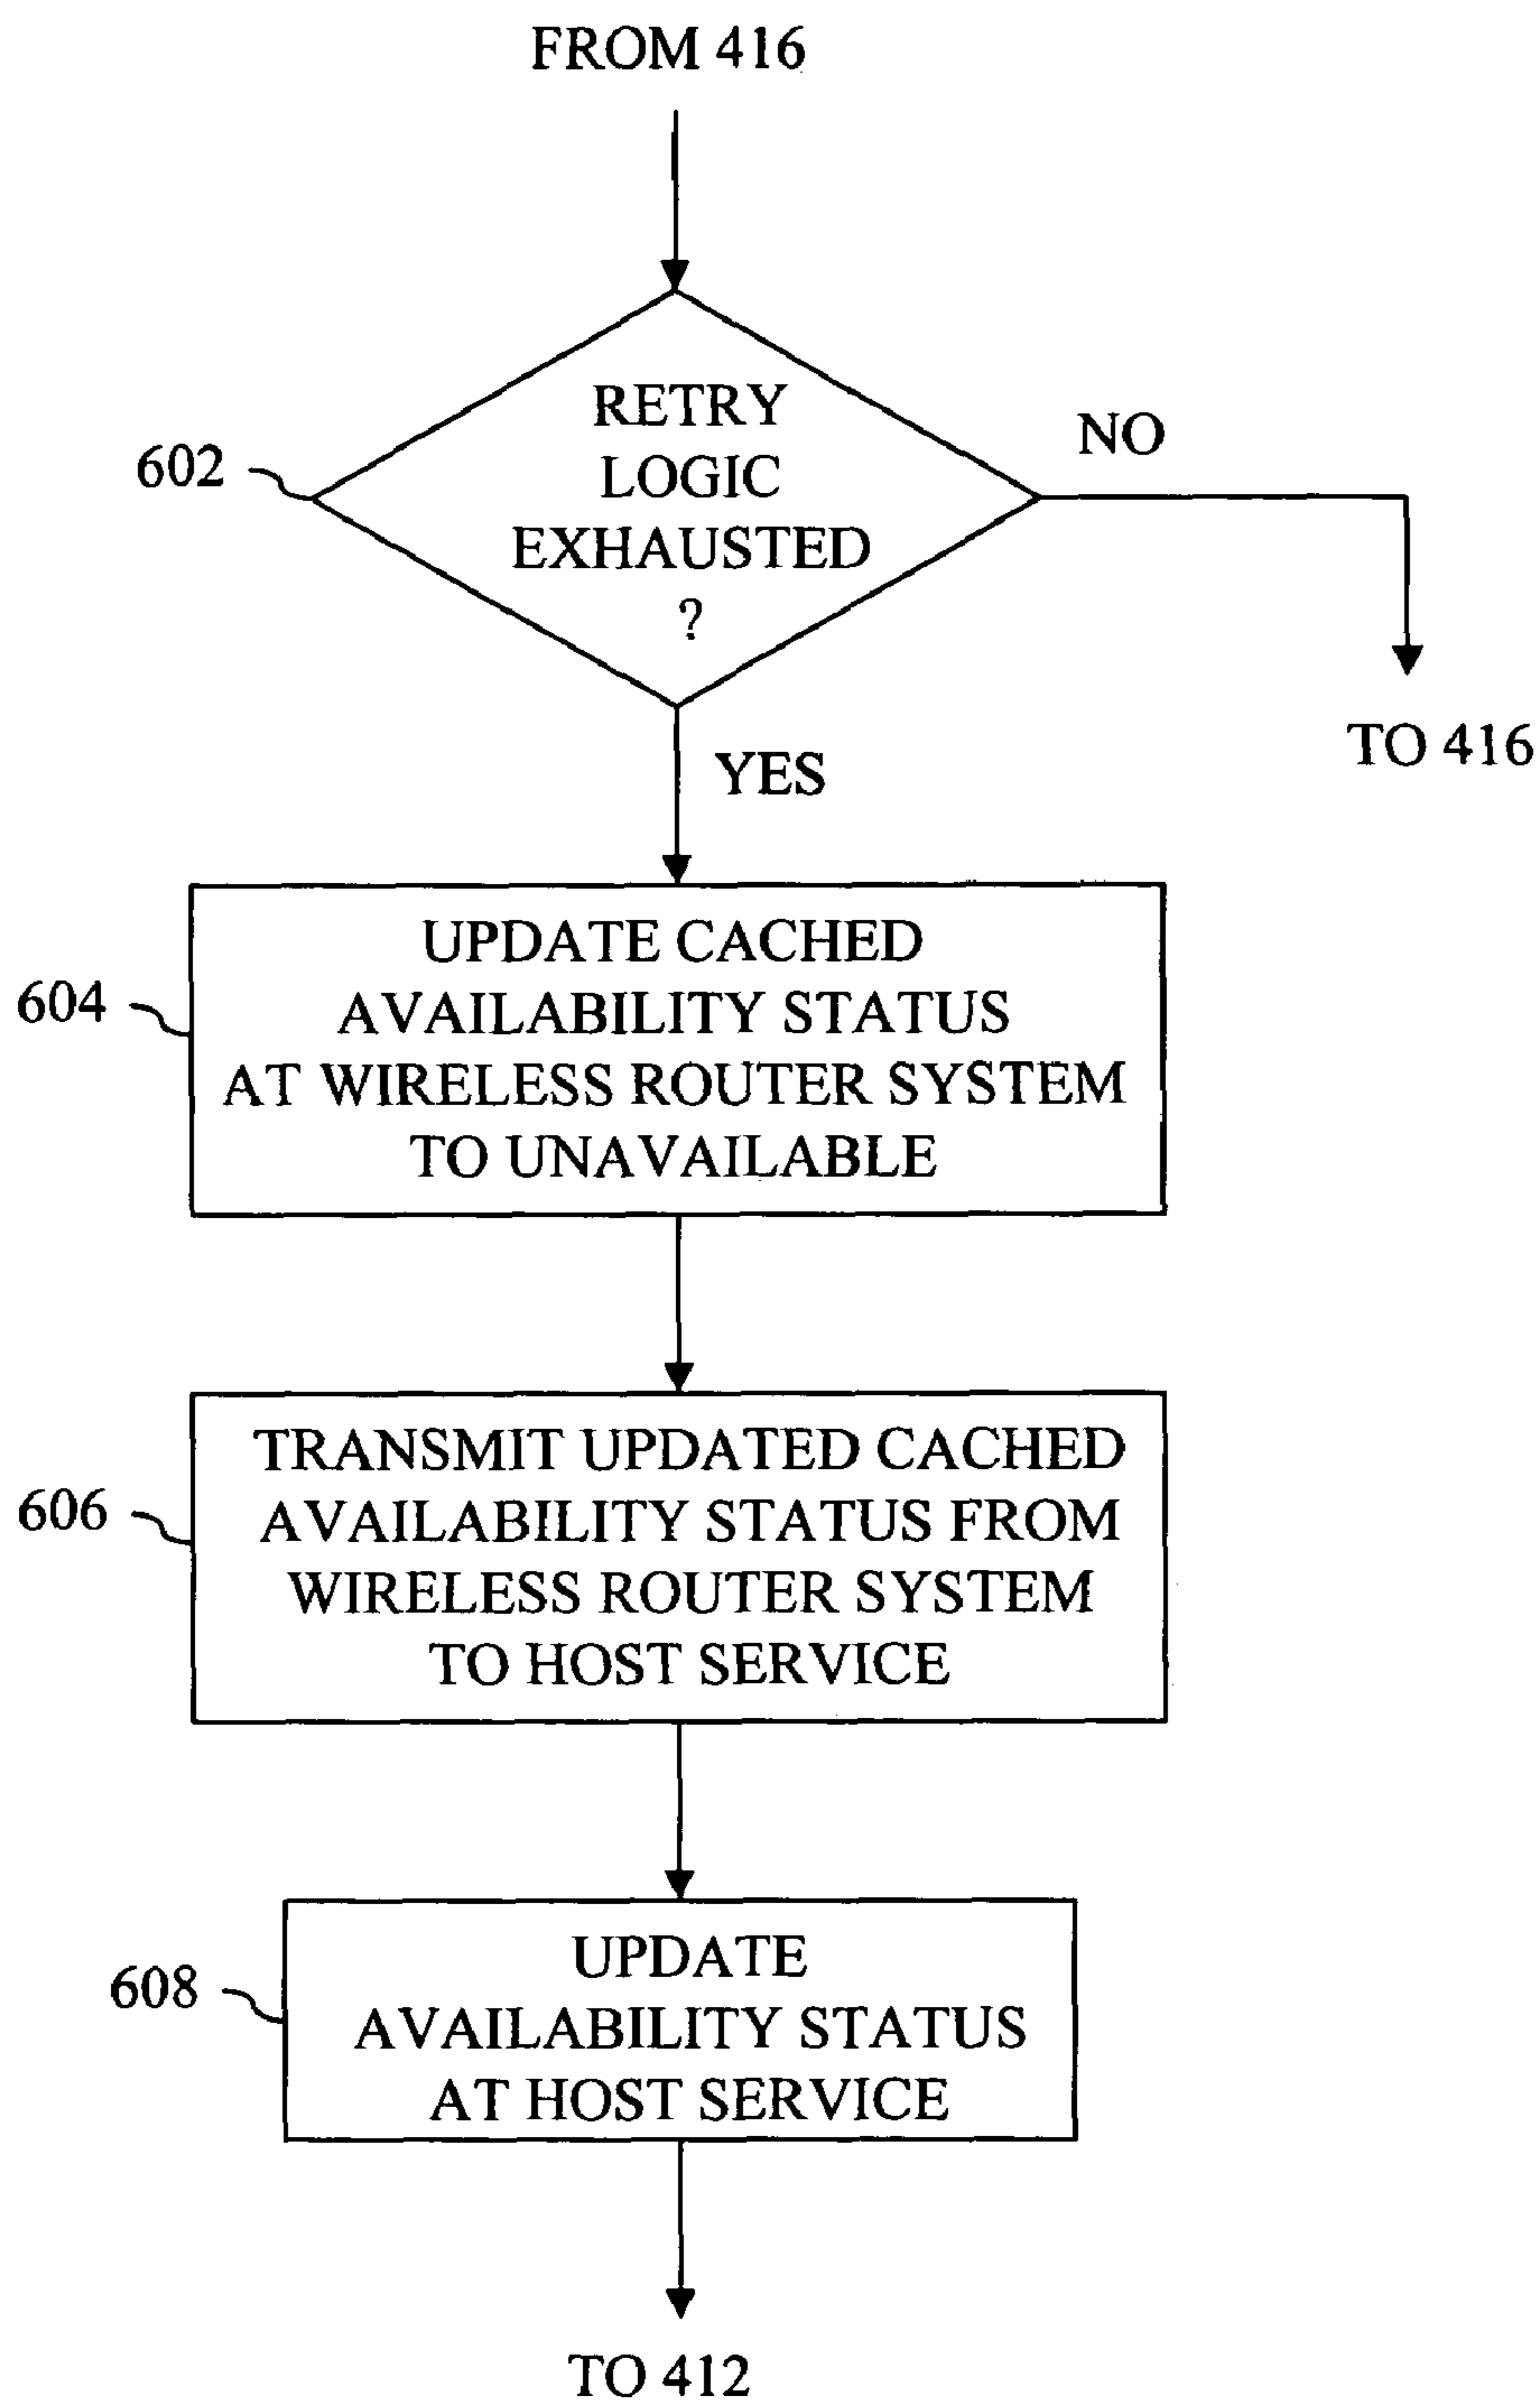 FROM 416
RETRY
LOGIC
EXHAUSTED
?
602
NO
TO 416
YES
UPDATE CACHED
AVAILABILITY STATUS
AT WIRELESS ROUTER SYSTEM
TO UNAVAILABLE
604
TRANSMIT UPDATED CACHED
AVAILABILITY STATUS FROM
WIRELESS ROUTER SYSTEM
TO HOST SERVICE
606
UPDATE
AVAILABILITY STATUS
AT HOST SERVICE
608
TO 412